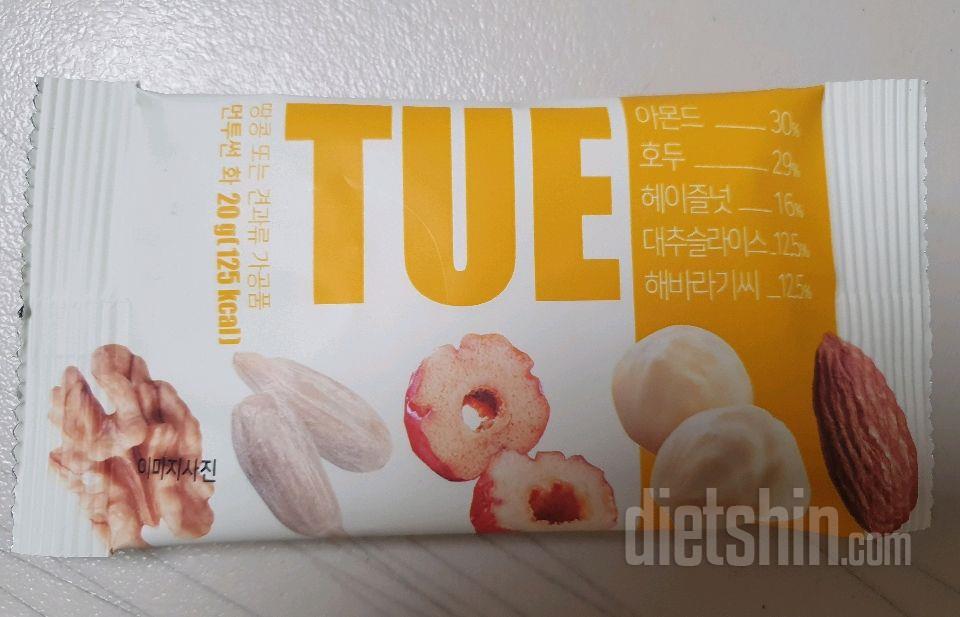 TUE
땅콩 또는 견과류 가공품
먼투썬 화 20 g(125 kcal)
아몬드 30%
호두 29%
헤이즐넛 16%
대추슬라이스 12.5%
해바라기씨 12.5%
이미지사진
dietshin.com